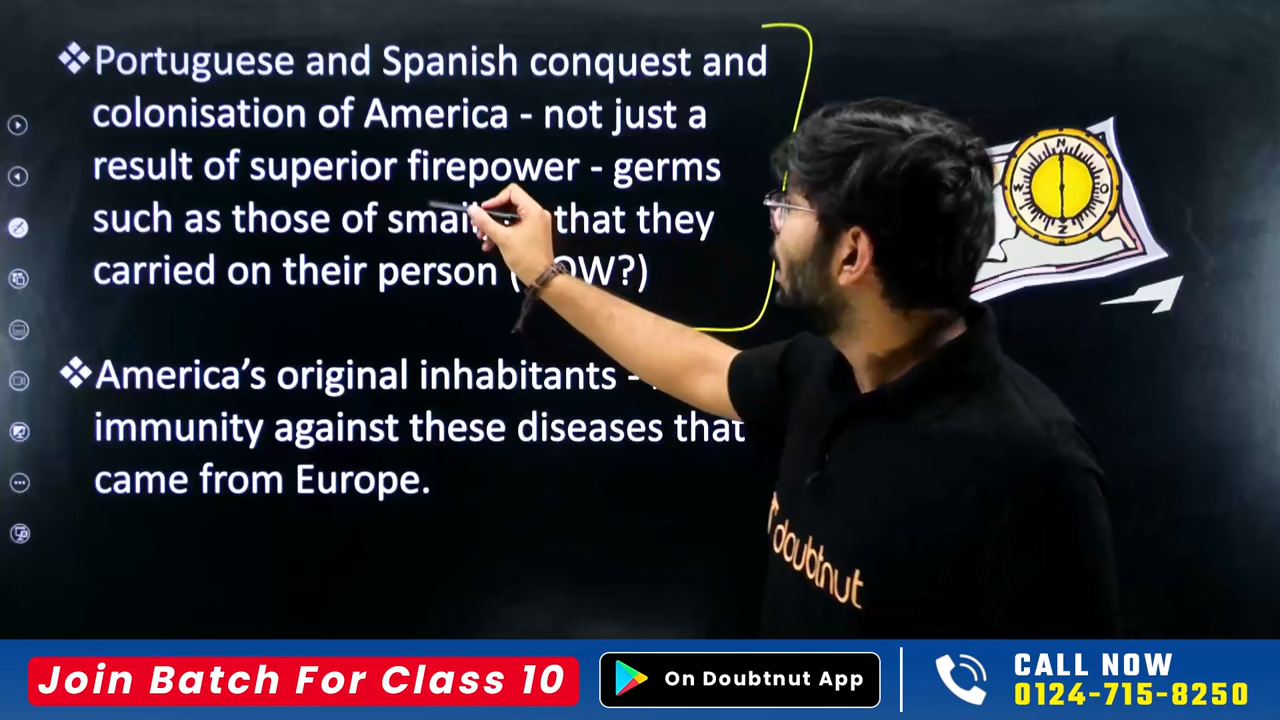 ❖Portuguese and Spanish conquest and
colonisation of America - not just a
result of superior firepower - germs
such as those of that they
carried on their person
❖America's original inhabitants -
immunity against these diseases that
came from Europe.
N
W
O
Z
doubtnut
Join Batch For Class 10
On Doubtnut App
CALL NOW
0124-715-8250